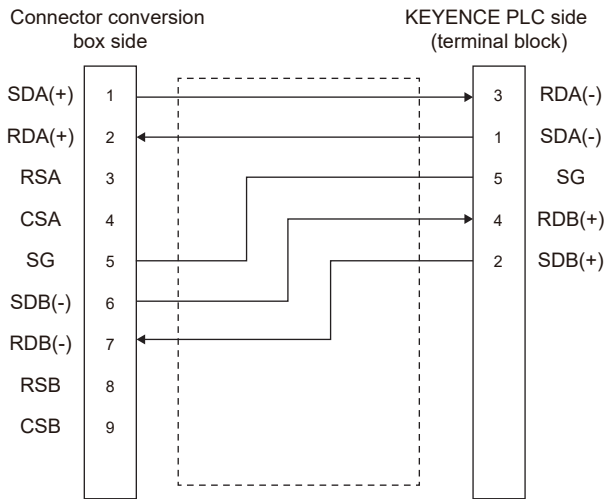 Connector conversion
box side
KEYENCE PLC side
(terminal block)
SDA(+) 1 3 RDA(-)
RDA(+) 2 1 SDA(-)
RSA 3 5 SG
CSA 4 4 RDB(+)
SG 5 2 SDB(+)
SDB(-) 6
RDB(-) 7
RSB 8
CSB 9